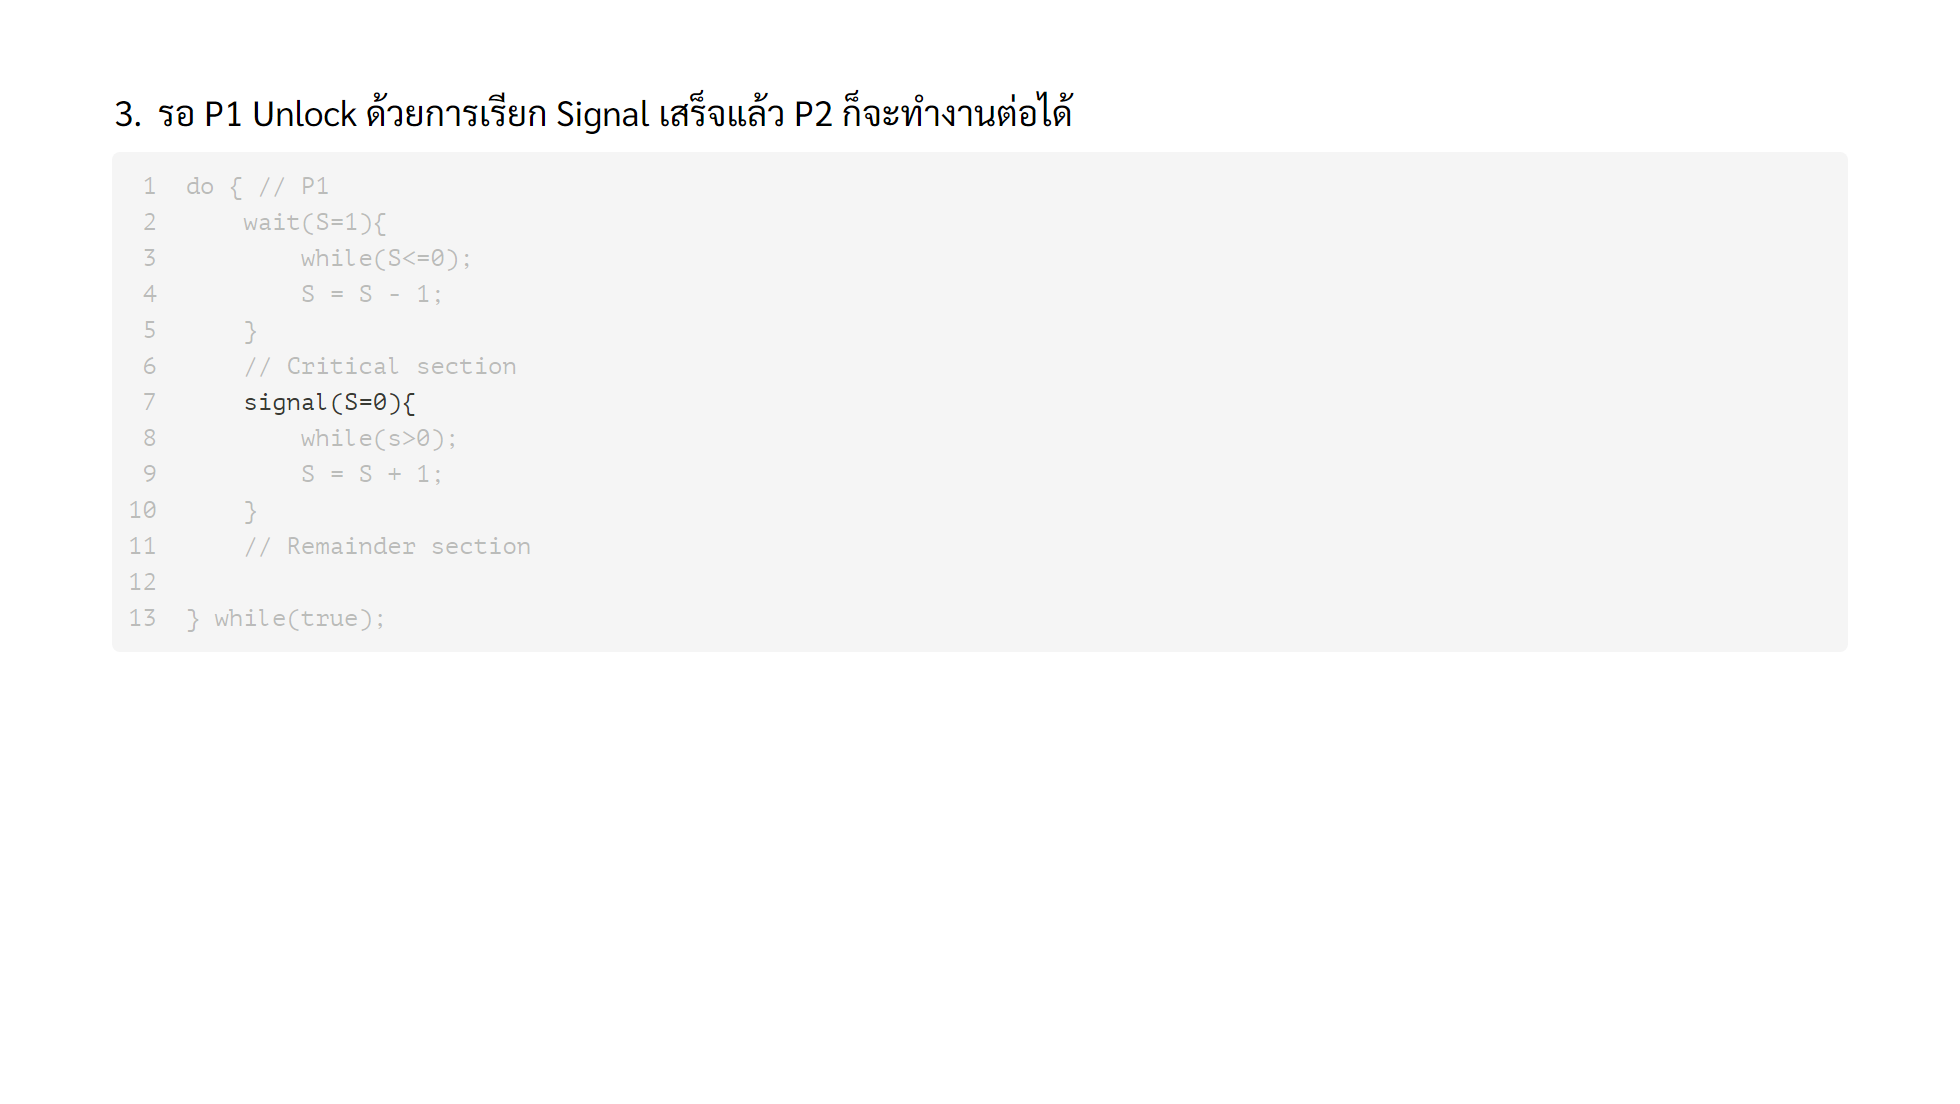 3. รอ P1 Unlock ด้วยการเรียก Signal เสร็จแล้ว P2 ก็จะทำงานต่อได้
1 do { // P1
2 wait(S=1){
3 while(S<=0);
4 S = S - 1;
5 }
6 // Critical section
7 signal(S=0){
8 while(s>0);
9 S = S + 1;
10 }
11 // Remainder section
12
13 } while(true);